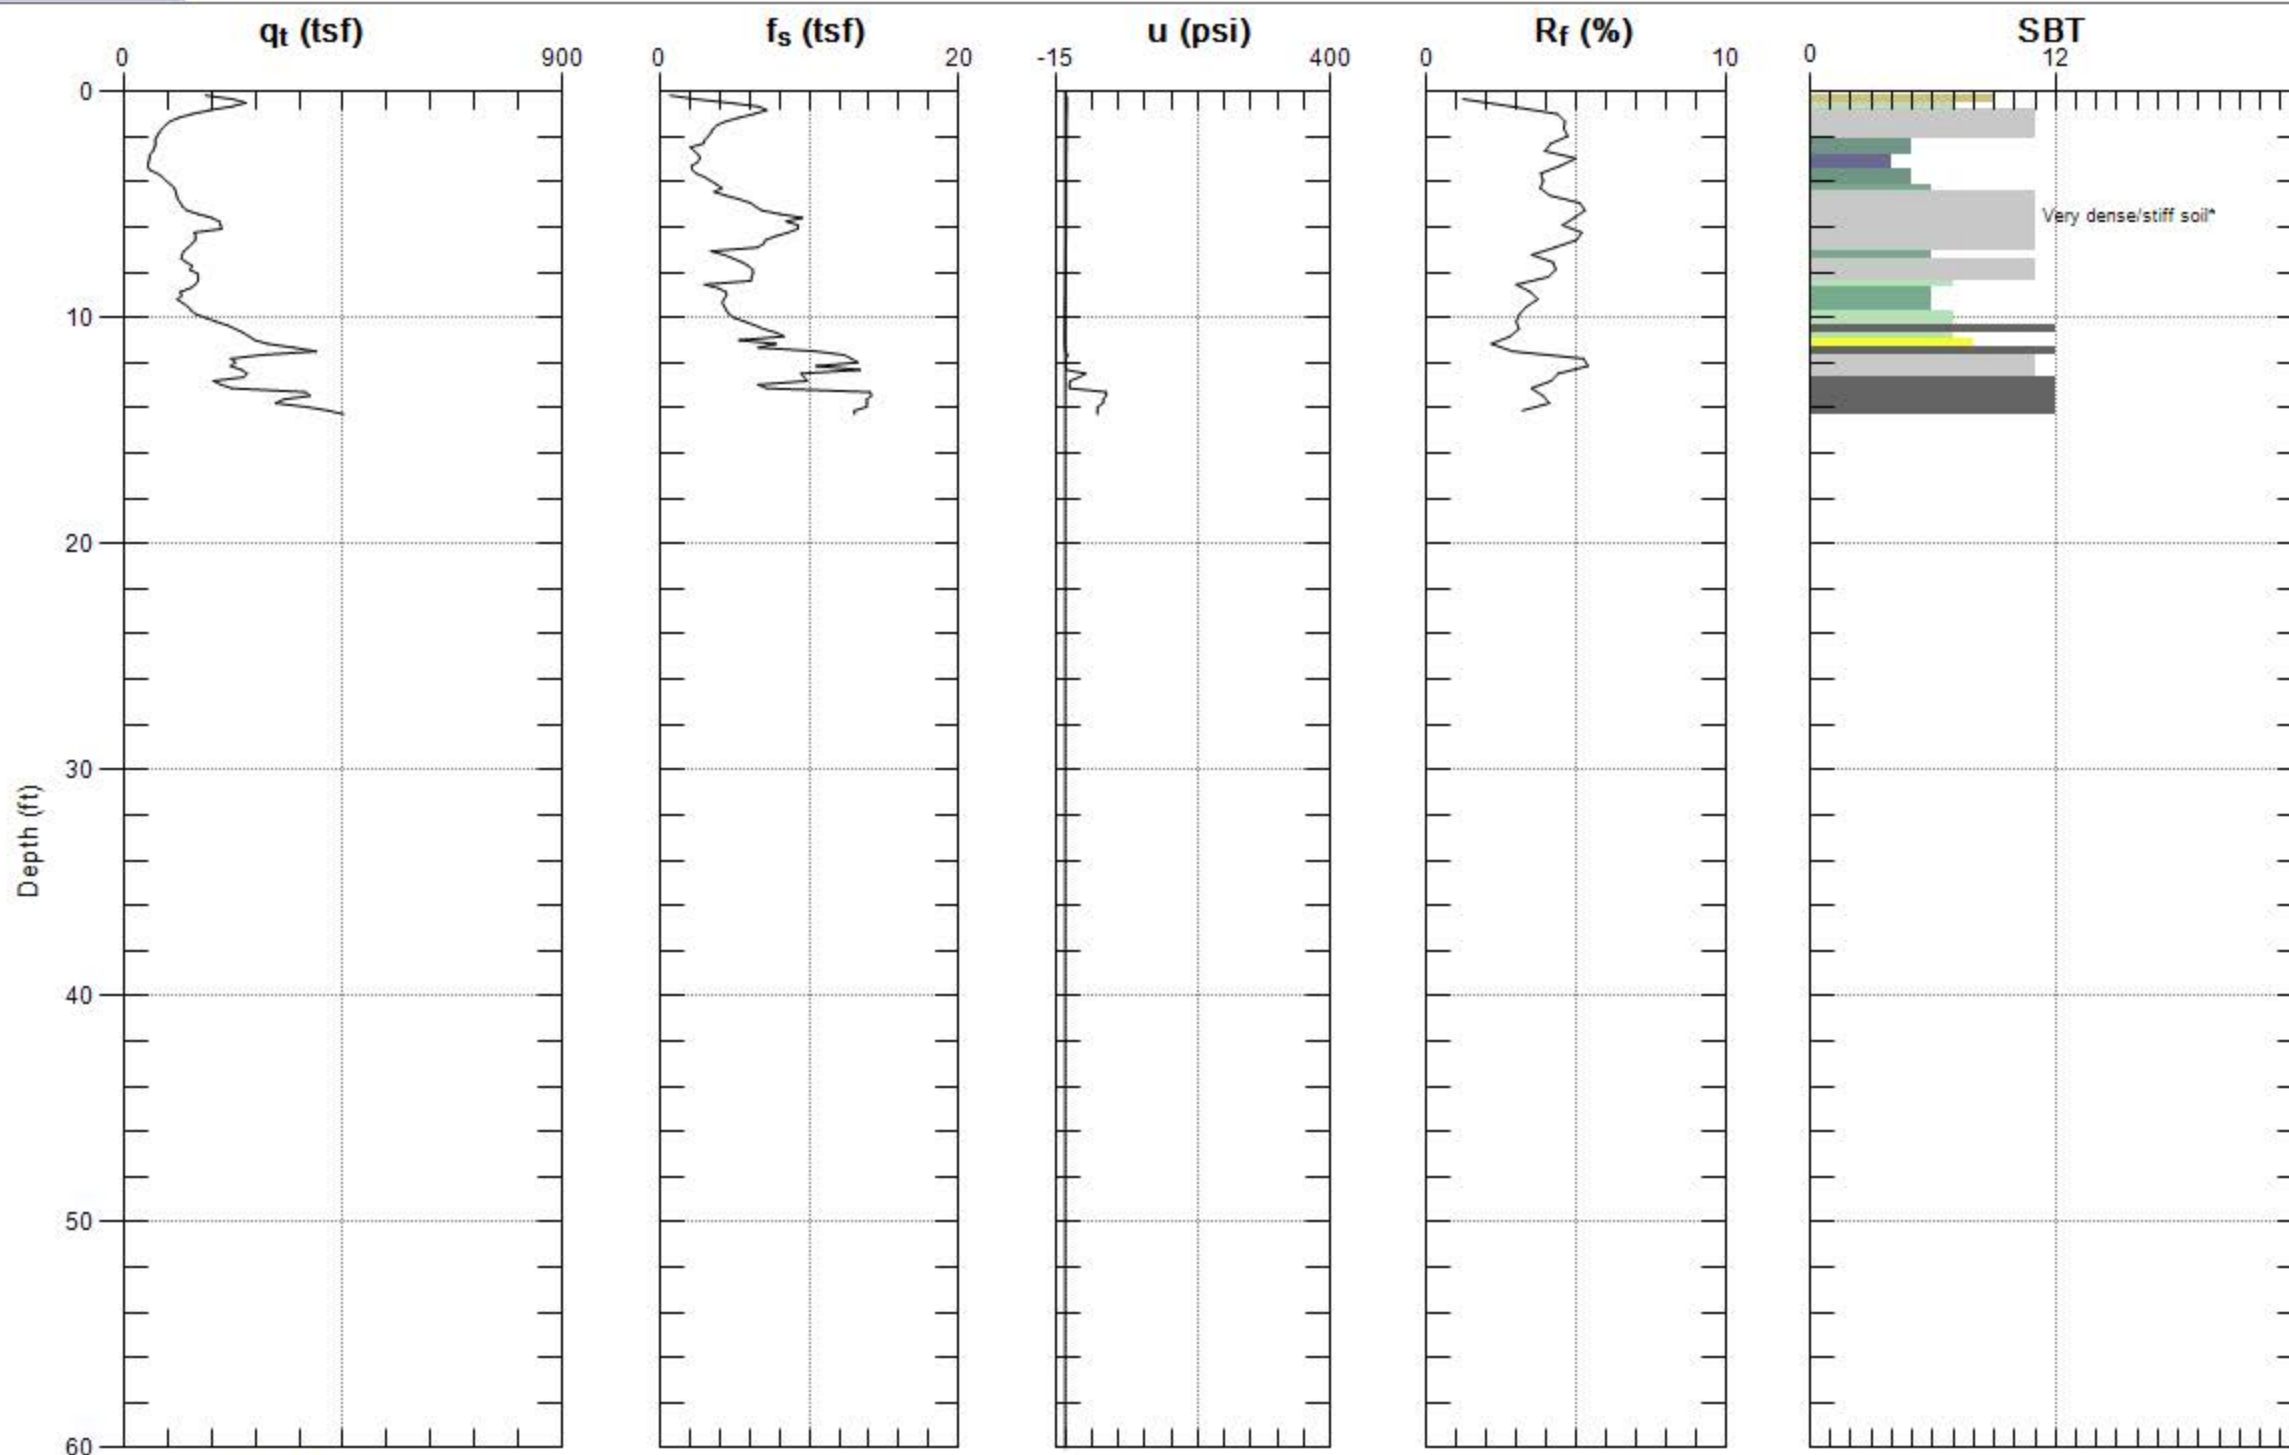 qt (tsf) fs (tsf) u (psi) Rf (%) SBT
0 900 0 20 -15 400 0 10 0 12
0
Very dense/stiff soil*
10
20
30
Depth (ft)
40
50
60